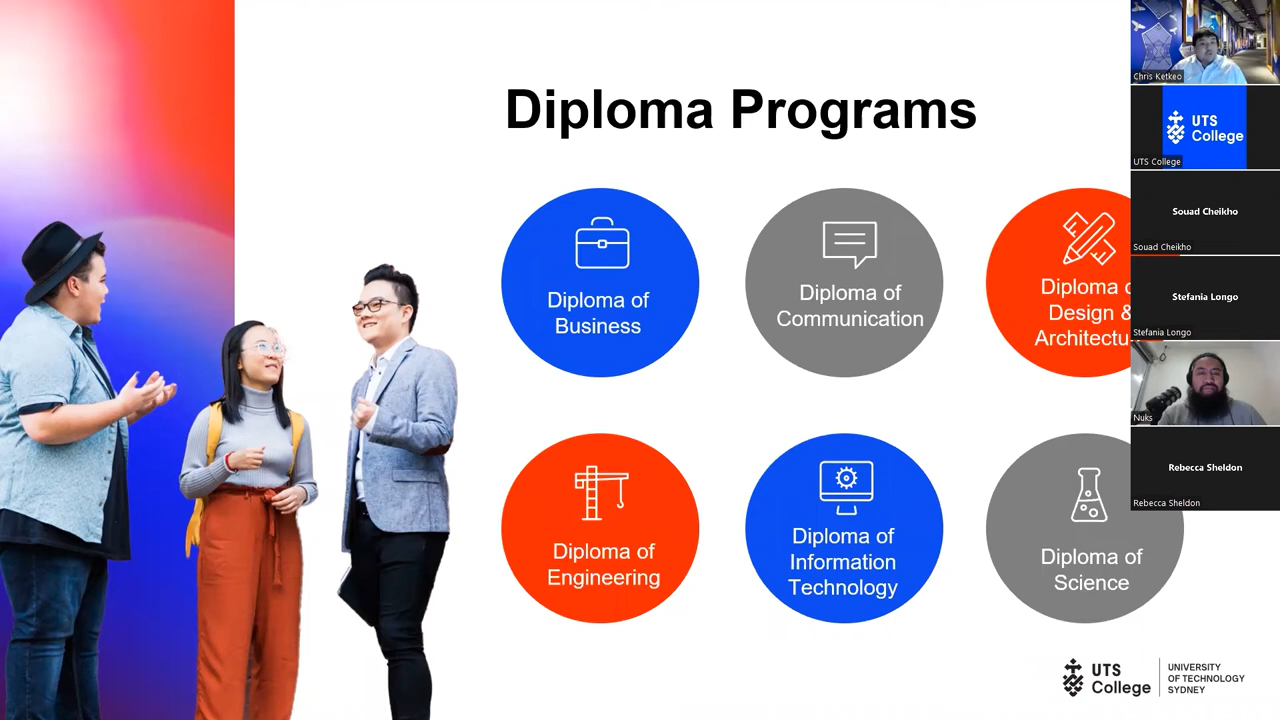 Diploma Programs
Diploma of
Business
Diploma of
Communication
Diploma
Design &
Architectu
Diploma of
Engineering
Diploma of
Information
Technology
Diploma of
Science
UTS
College
UNIVERSITY
OF TECHNOLOGY
SYDNEY
Chris Ketkeo
UTS
College
UTS College
Souad Cheikho
Souad Cheikho
Stefania Longo
Stefania Longo
Nuks
Rebecca Sheldon
Rebecca Sheldon